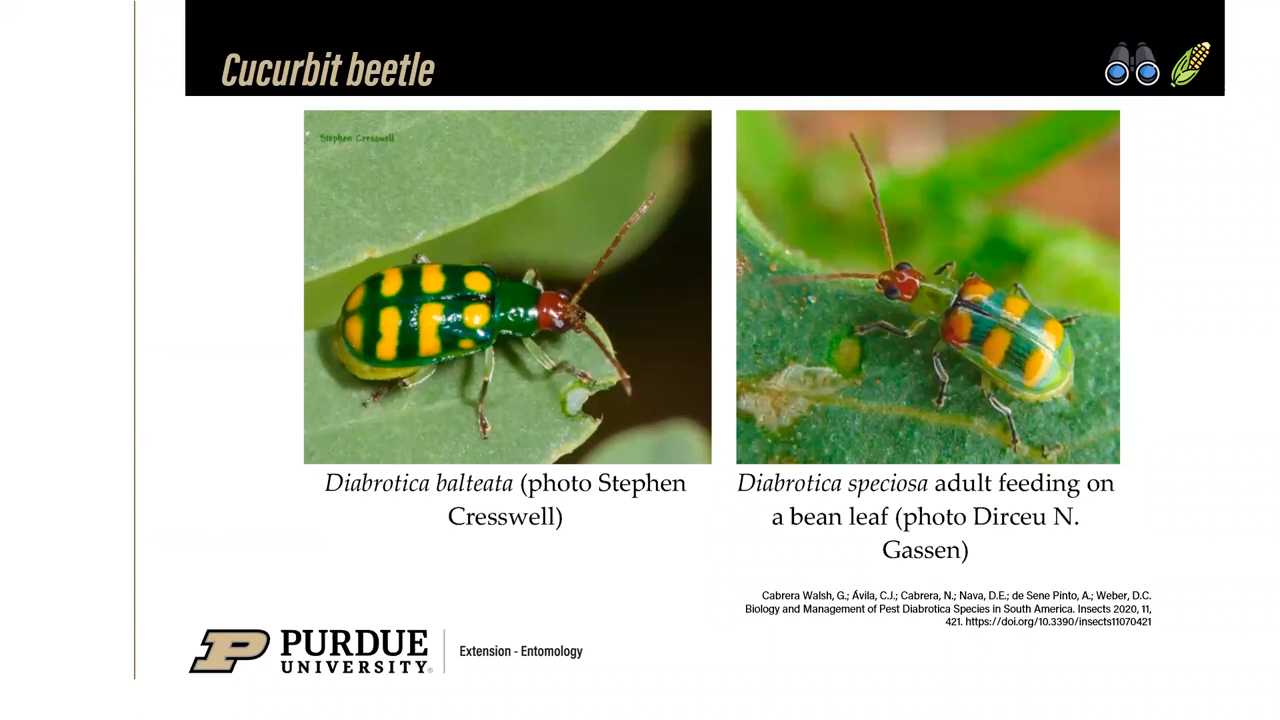 Cucurbit beetle
Stephen Cresswell
Diabrotica balteata (photo Stephen
Cresswell)
Diabrotica speciosa adult feeding on
a bean leaf (photo Dirceu N.
Gassen)
Cabrera Walsh, G.; Ávila, C.J.; Cabrera, N.; Nava, D.E.; de Sene Pinto, A.; Weber, D.C.
Biology and Management of Pest Diabrotica Species in South America. Insects 2020, 11,
421. https://doi.org/10.3390/insects11070421
P PURDUE
UNIVERSITY®
Extension - Entomology